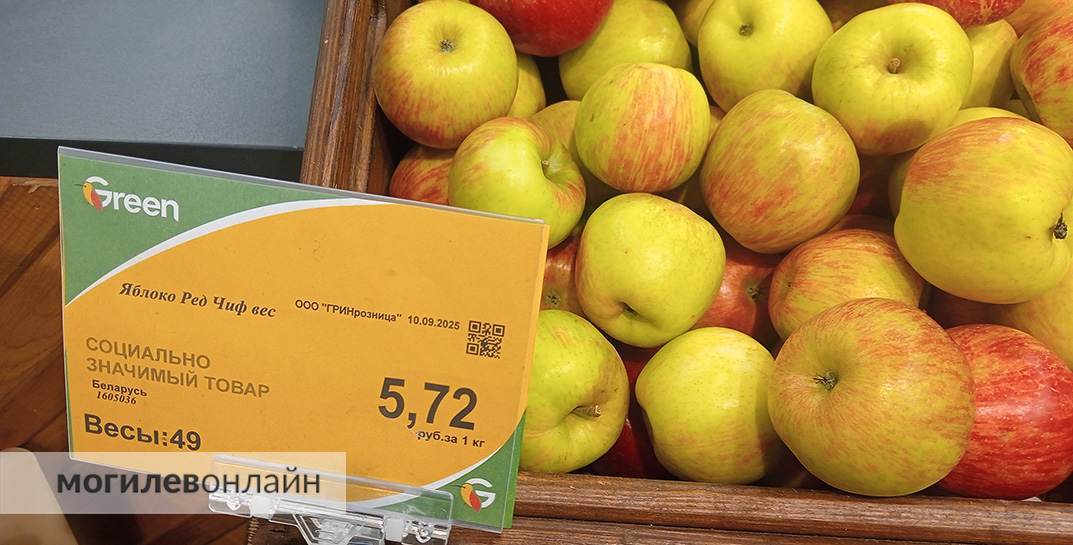 Green
Яблоко Ред Чиф вес
ООО "ГРИНрозница" 10.09.2025
СОЦИАЛЬНО
ЗНАЧИМЫЙ ТОВАР
Беларусь
1605036
5,72
руб.за 1 кг
Весы:49
G
могилевонлайн